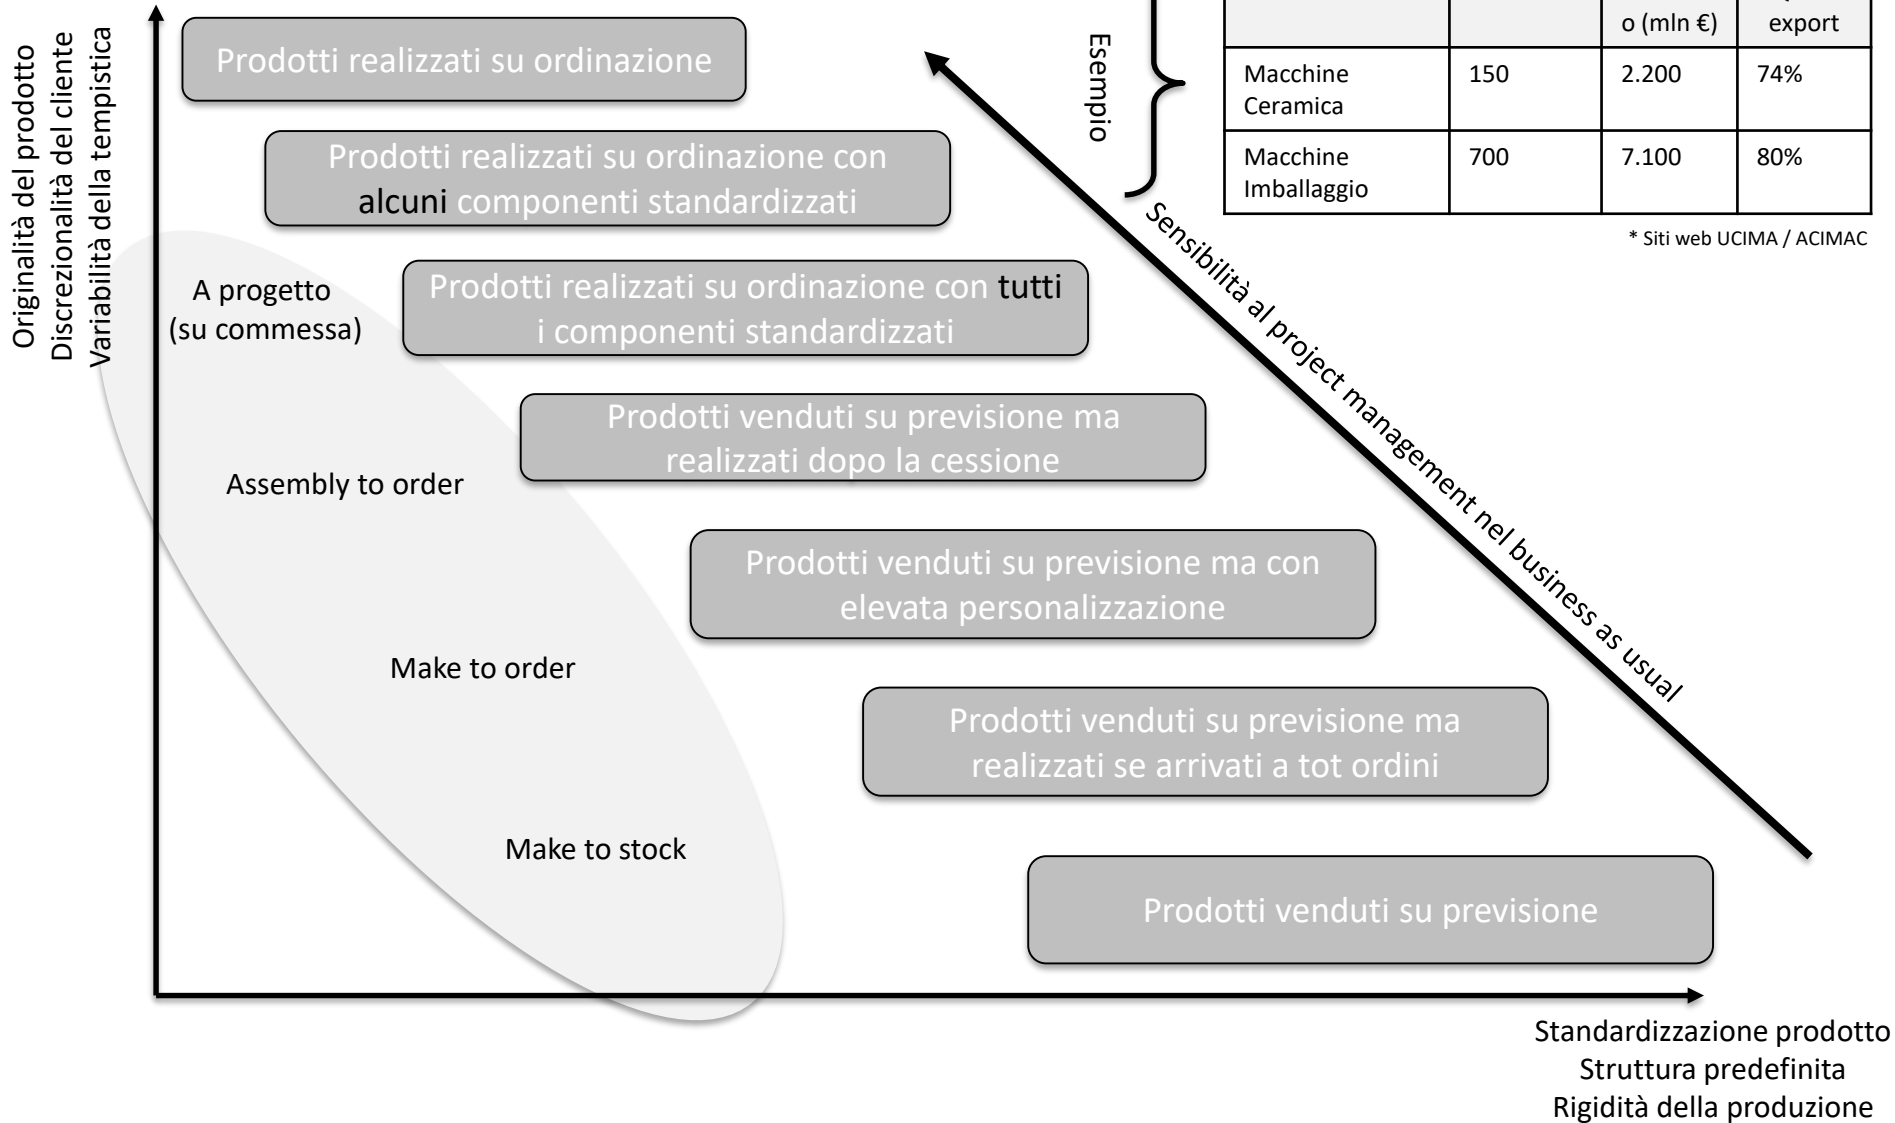 Originalità del prodotto
Discrezionalità del cliente
Variabilità della tempistica
Prodotti realizzati su ordinazione
Prodotti realizzati su ordinazione con
alcuni componenti standardizzati
A progetto
(su commessa)
Prodotti realizzati su ordinazione con tutti
i componenti standardizzati
Prodotti venduti su previsione ma
realizzati dopo la cessione
Assembly to order
Prodotti venduti su previsione ma con
elevata personalizzazione
Make to order
Prodotti venduti su previsione ma
realizzati se arrivati a tot ordini
Make to stock
Prodotti venduti su previsione
Sensibilità al project management nel business as usual
Esempio
o (mln €)
export
Macchine
Ceramica
150
2.200
74%
Macchine
Imballaggio
700
7.100
80%
* Siti web UCIMA / ACIMAC
Standardizzazione prodotto
Struttura predefinita
Rigidità della produzione